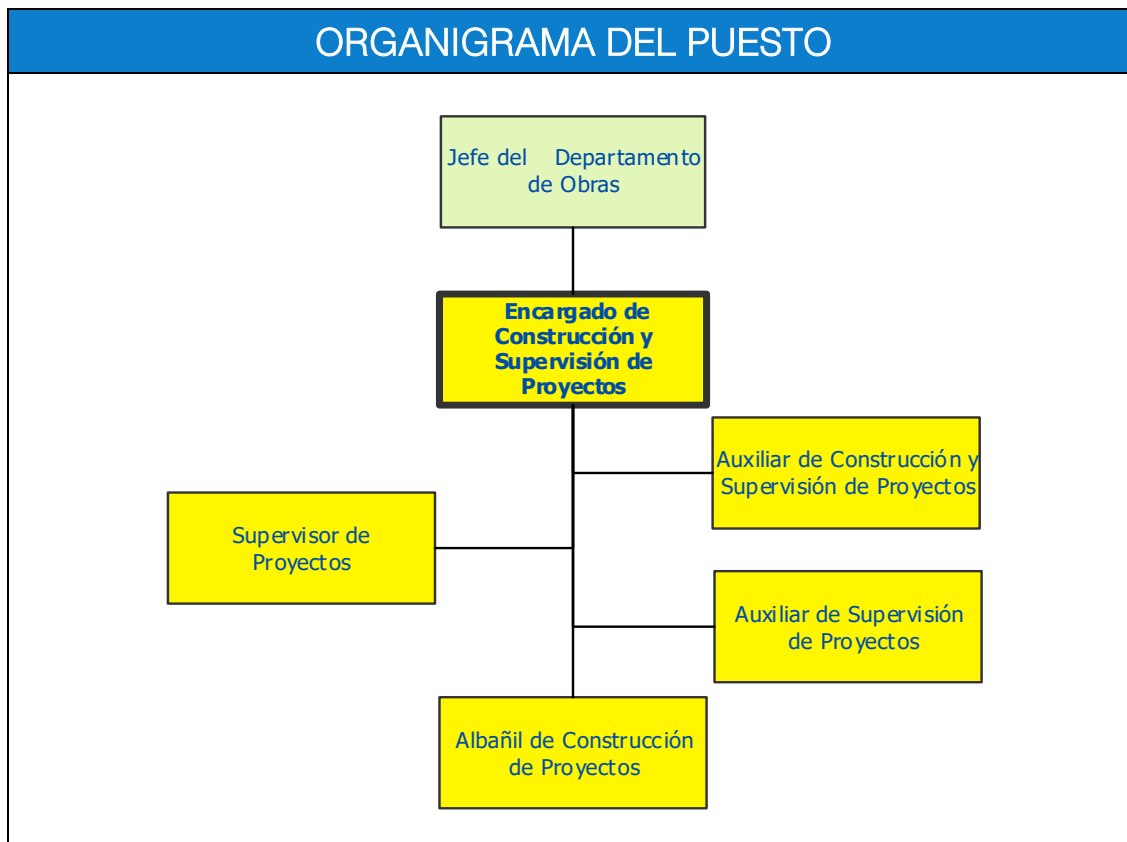 ORGANIGRAMA DEL PUESTO
Jefe del Departamento
de Obras
Encargado de
Construcción y
Supervisión de
Proyectos
Auxiliar de Construcción y
Supervisión de Proyectos
Supervisor de
Proyectos
Auxiliar de Supervisión
de Proyectos
Albañil de Construcción
de Proyectos